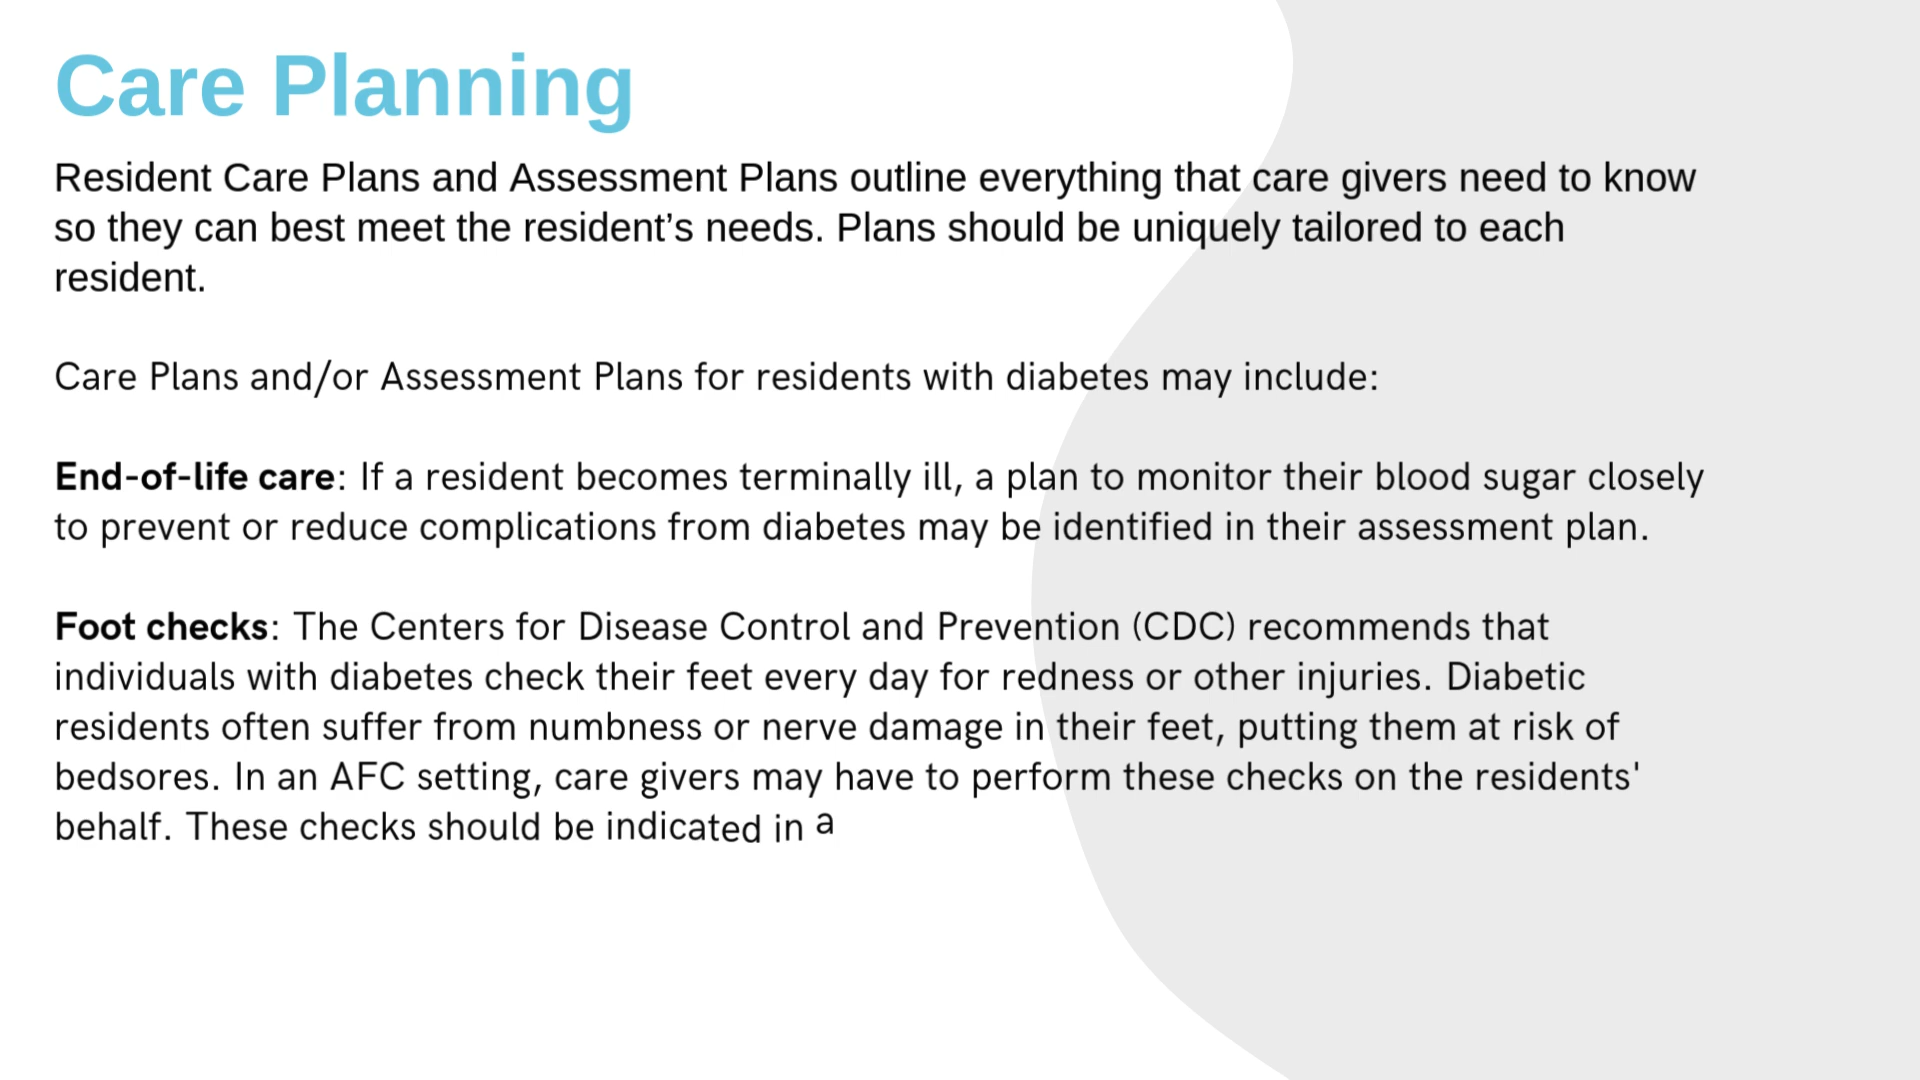 Care Planning
Resident Care Plans and Assessment Plans outline everything that care givers need to know
so they can best meet the resident’s needs. Plans should be uniquely tailored to each
resident.
Care Plans and/or Assessment Plans for residents with diabetes may include:
End-of-life care: If a resident becomes terminally ill, a plan to monitor their blood sugar closely
to prevent or reduce complications from diabetes may be identified in their assessment plan.
Foot checks: The Centers for Disease Control and Prevention (CDC) recommends that
individuals with diabetes check their feet every day for redness or other injuries. Diabetic
residents often suffer from numbness or nerve damage in their feet, putting them at risk of
bedsores. In an AFC setting, care givers may have to perform these checks on the residents'
behalf. These checks should be indicated in a